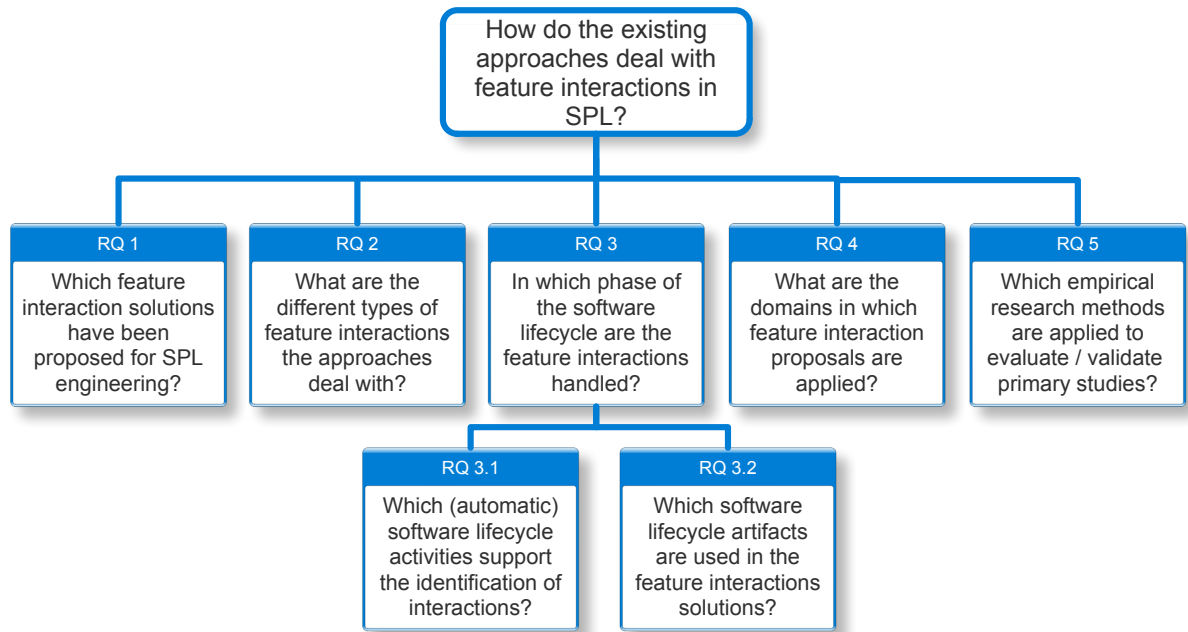 How do the existing
approaches deal with
feature interactions in
SPL?
RQ 1
Which feature
interaction solutions
have been
proposed for SPL
engineering?
RQ 2
What are the
different types of
feature interactions
the approaches
deal with?
RQ 3
In which phase of
the software
lifecycle are the
feature interactions
handled?
RQ 4
What are the
domains in which
feature interaction
proposals are
applied?
RQ 5
Which empirical
research methods
are applied to
evaluate / validate
primary studies?
RQ 3.1
Which (automatic)
software lifecycle
activities support
the identification of
interactions?
RQ 3.2
Which software
lifecycle artifacts
are used in the
feature interactions
solutions?